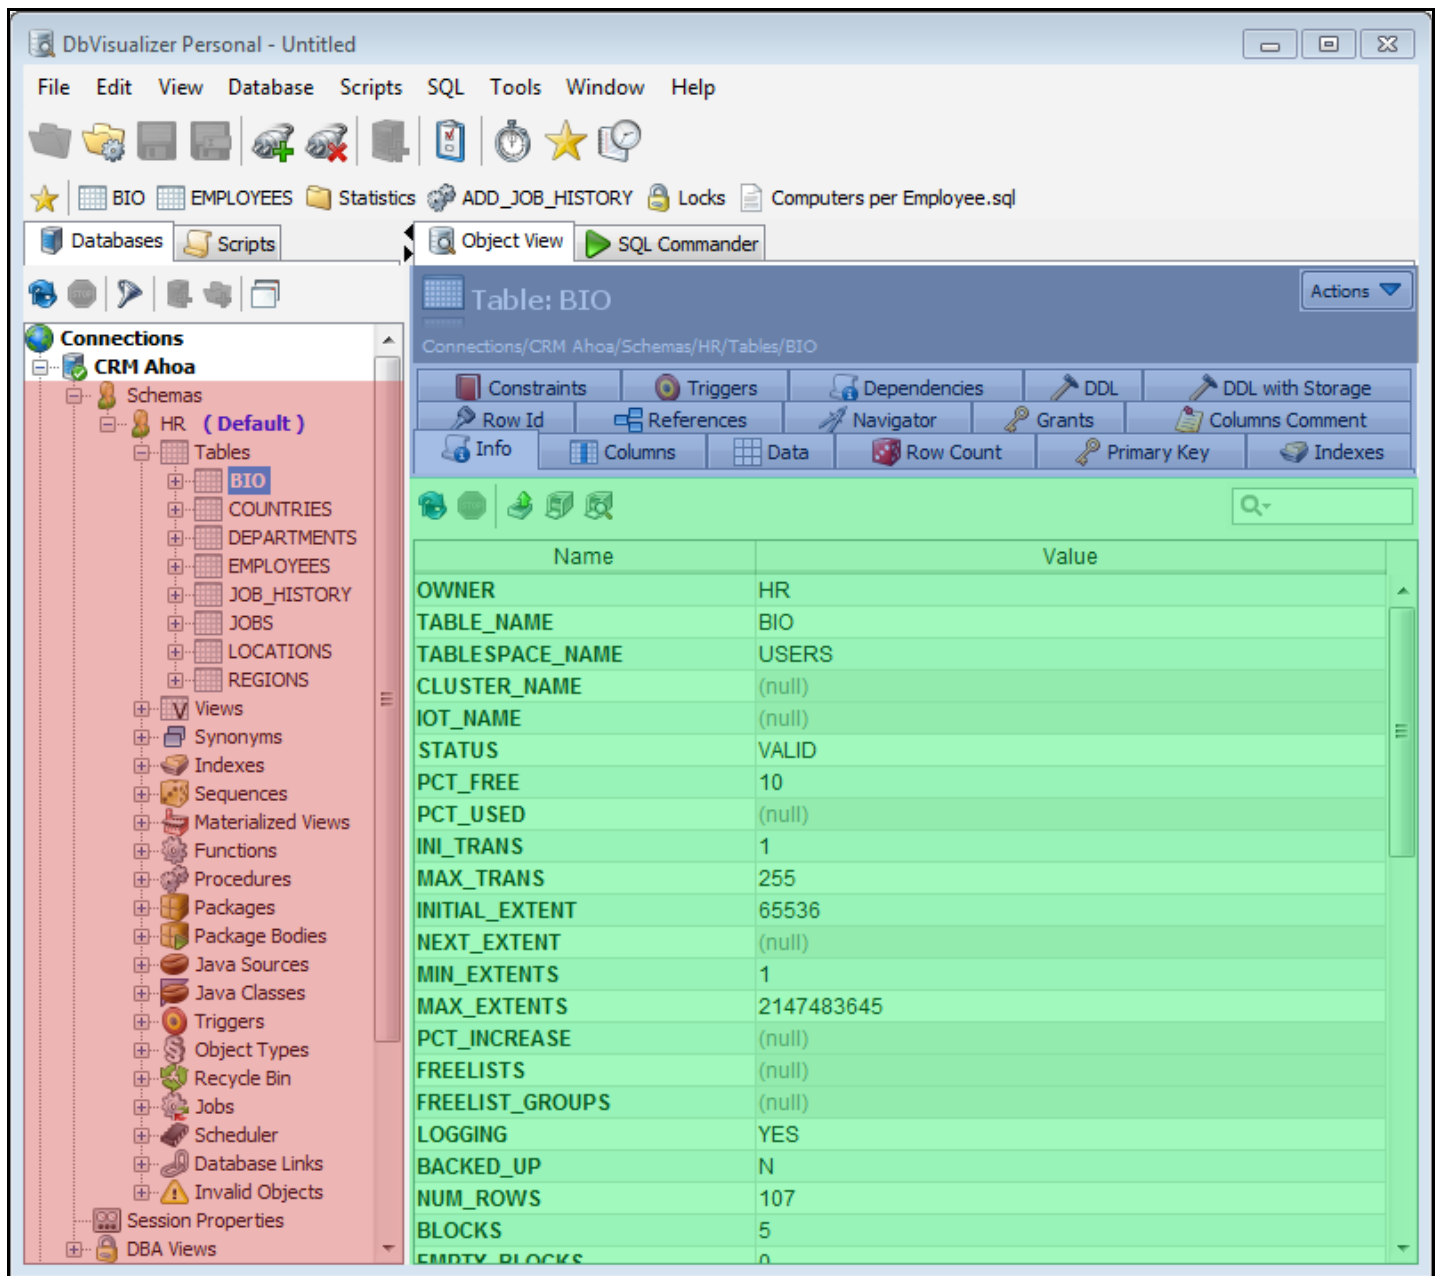 DbVisualizer Personal - Untitled
File Edit View Database Scripts SQL Tools Window Help
BIO EMPLOYEES Statistics ADD_JOB_HISTORY Locks Computers per Employee.sql
Databases Scripts
Object View SQL Commander
Connections
CRM Ahoa
Schemas
HR ( Default )
Tables
BIO
COUNTRIES
DEPARTMENTS
EMPLOYEES
JOB_HISTORY
JOBS
LOCATIONS
REGIONS
Views
Synonyms
Indexes
Sequences
Materialized Views
Functions
Procedures
Packages
Package Bodies
Java Sources
Java Classes
Triggers
Object Types
Recycle Bin
Jobs
Scheduler
Database Links
Invalid Objects
Session Properties
DBA Views
Table: BIO
Actions
Connections/CRM Ahoa/Schemas/HR/Tables/BIO
Constraints Triggers Dependencies DDL DDL with Storage
Row Id References Navigator Grants Columns Comment
Info Columns Data Row Count Primary Key Indexes
Name Value
OWNER HR
TABLE_NAME BIO
TABLESPACE_NAME USERS
CLUSTER_NAME (null)
IOT_NAME (null)
STATUS VALID
PCT_FREE 10
PCT_USED (null)
INI_TRANS 1
MAX_TRANS 255
INITIAL_EXTENT 65536
NEXT_EXTENT (null)
MIN_EXTENTS 1
MAX_EXTENTS 2147483645
PCT_INCREASE (null)
FREELISTS (null)
FREELIST_GROUPS (null)
LOGGING YES
BACKED_UP N
NUM_ROWS 107
BLOCKS 5
EMPTY_BLOCKS 0